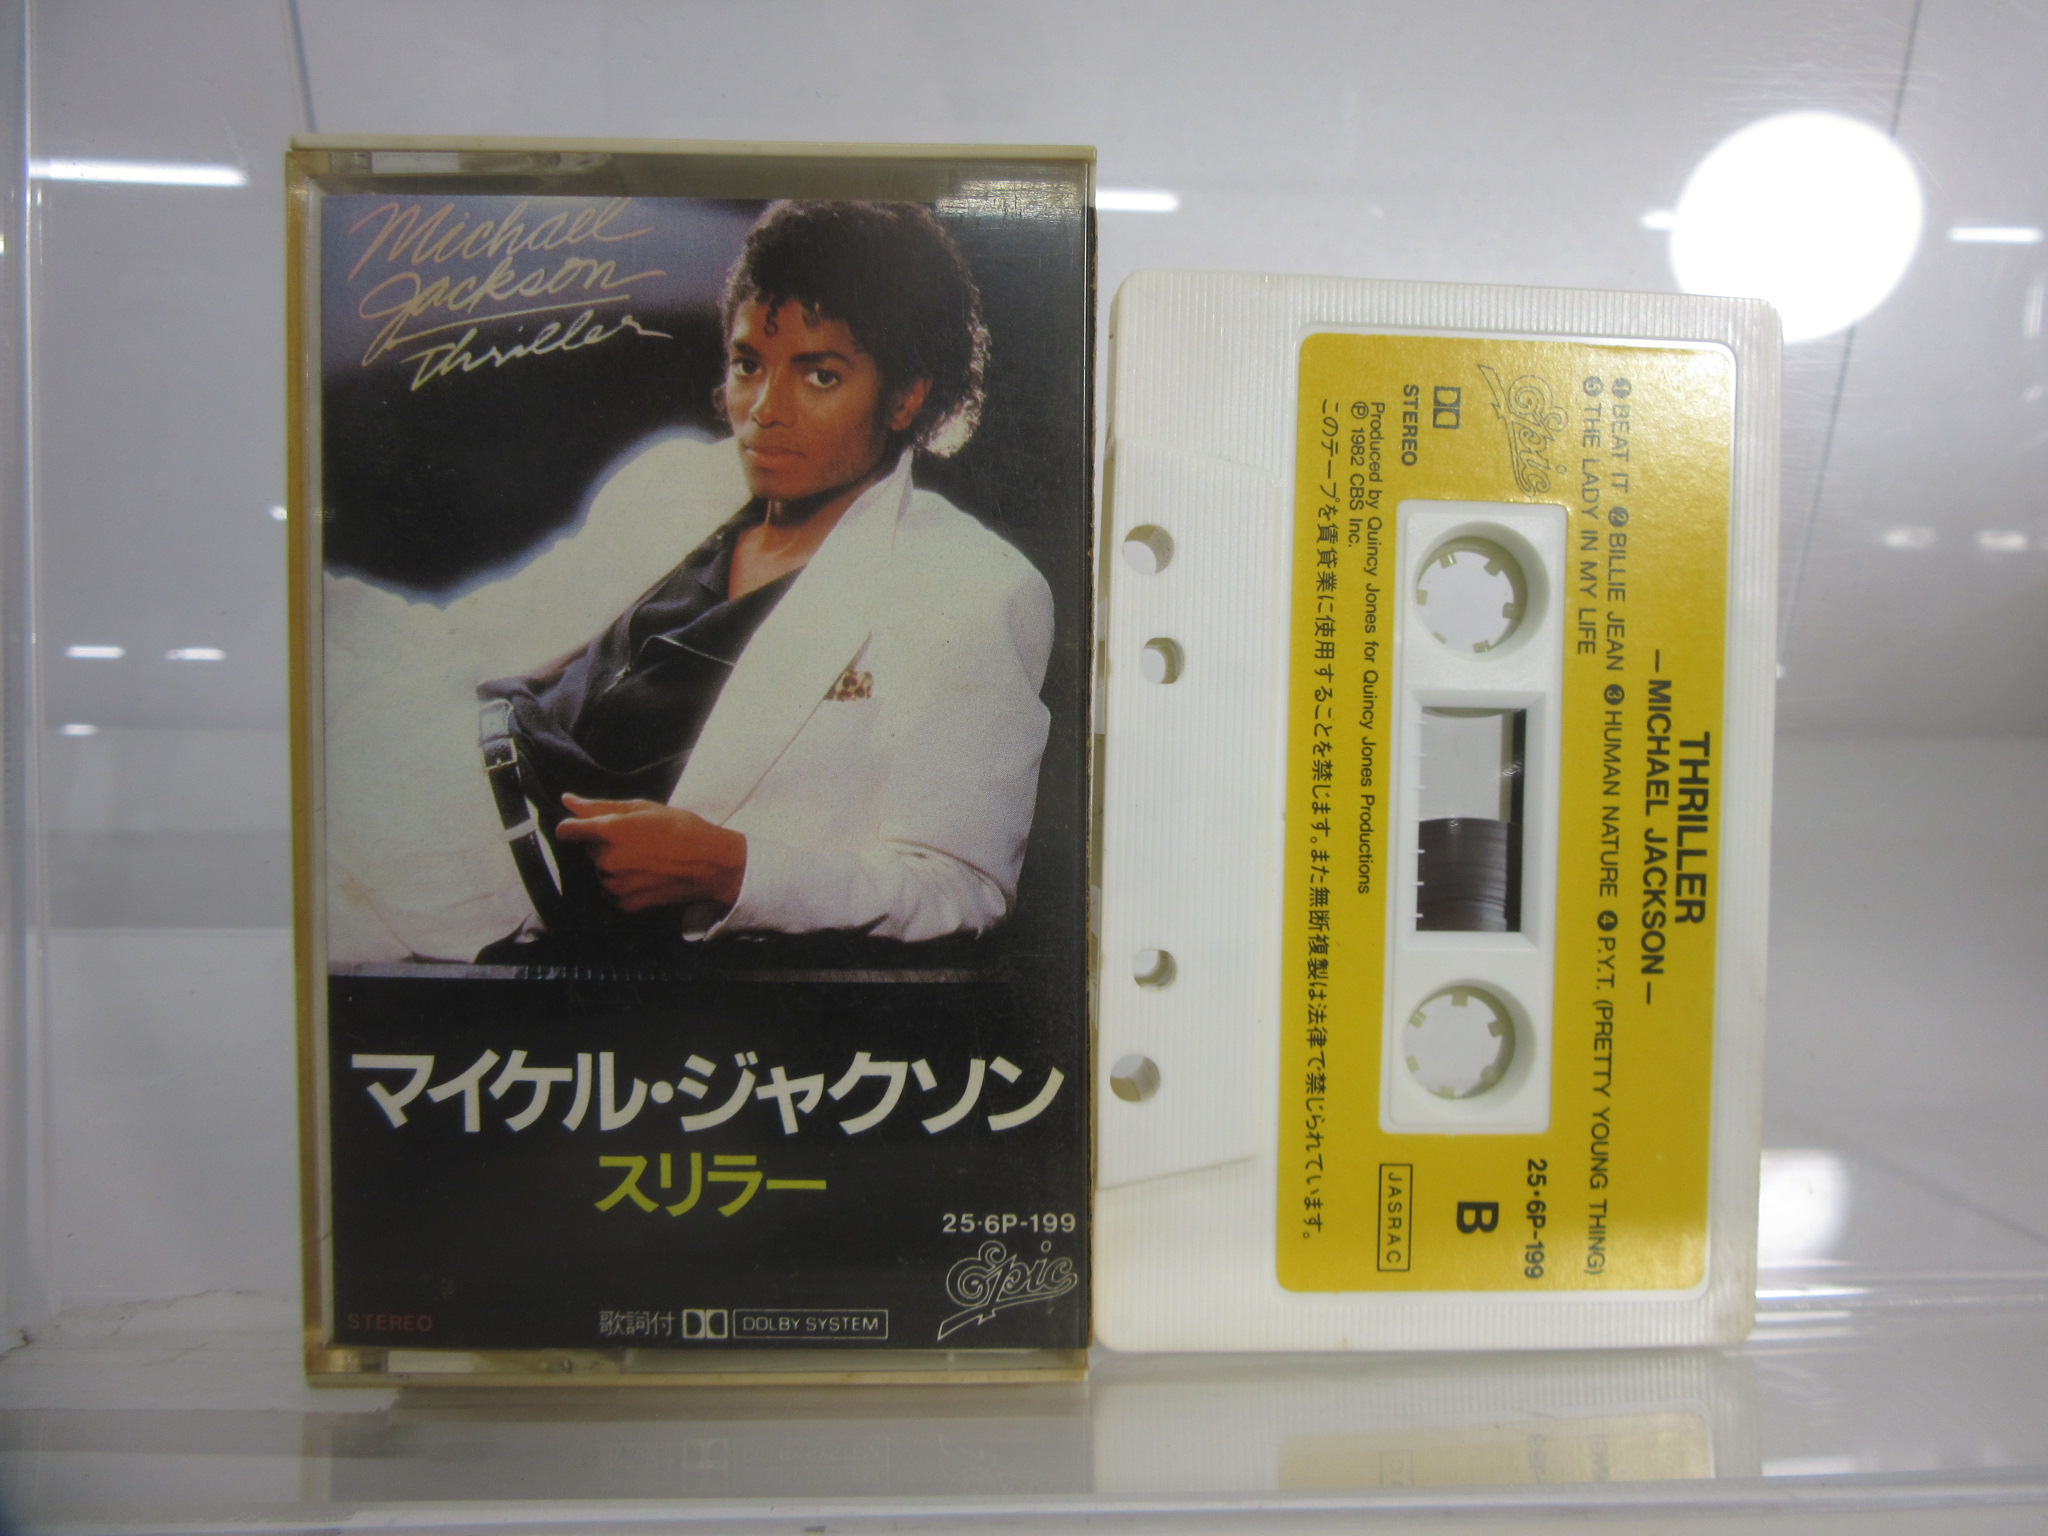 Michael
Jackson
Thriller
マイケル・ジャクソン
スリラー
25・6P-199
Epic
STEREO
歌詞付 DOLBY SYSTEM
THRILLER
— MICHAEL JACKSON —
❶ BEAT IT ❷ BILLIE JEAN ❸ HUMAN NATURE ❹ P.Y.T. (PRETTY YOUNG THING)
❺ THE LADY IN MY LIFE
Epic
25・6P-199
B
STEREO
JASRAC
Produced by Quincy Jones for Quincy Jones Productions
Ⓟ 1982 CBS Inc.
このテープを賃貸業に使用することを禁じます。また無断複製は法律で禁じられています。